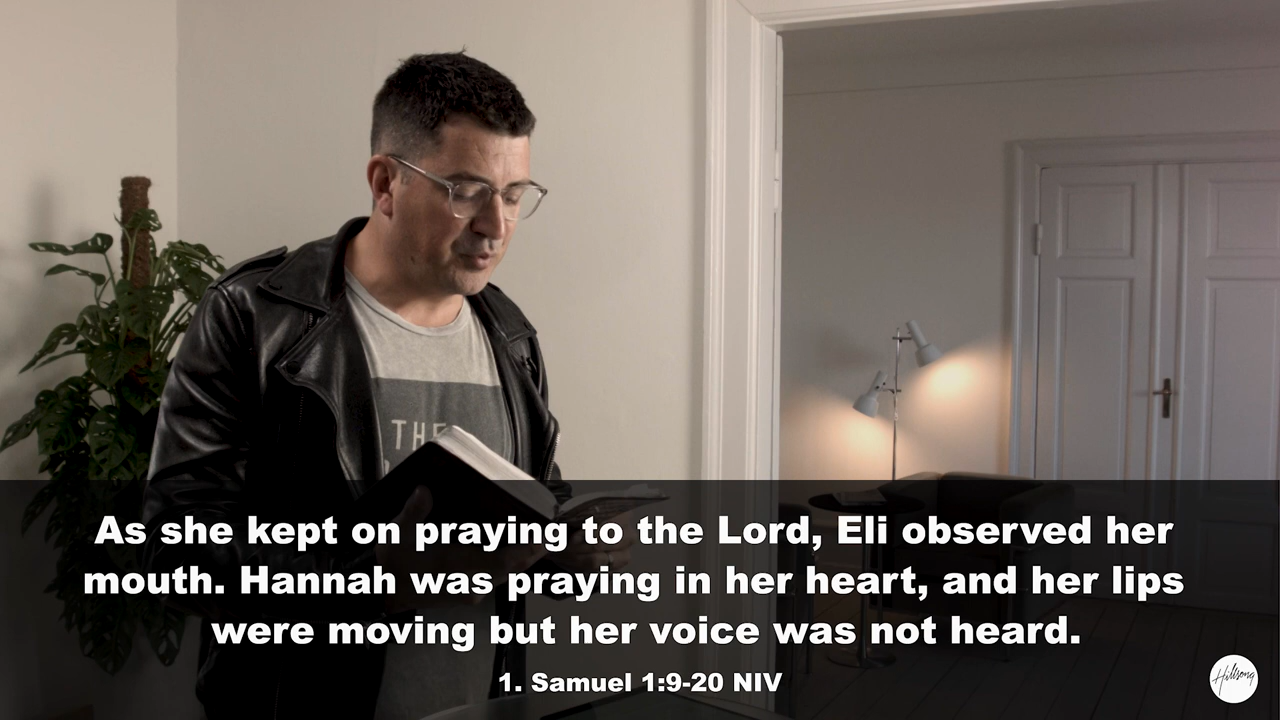 THE
As she kept on praying to the Lord, Eli observed her
mouth. Hannah was praying in her heart, and her lips
were moving but her voice was not heard.
1. Samuel 1:9-20 NIV
Hillsong